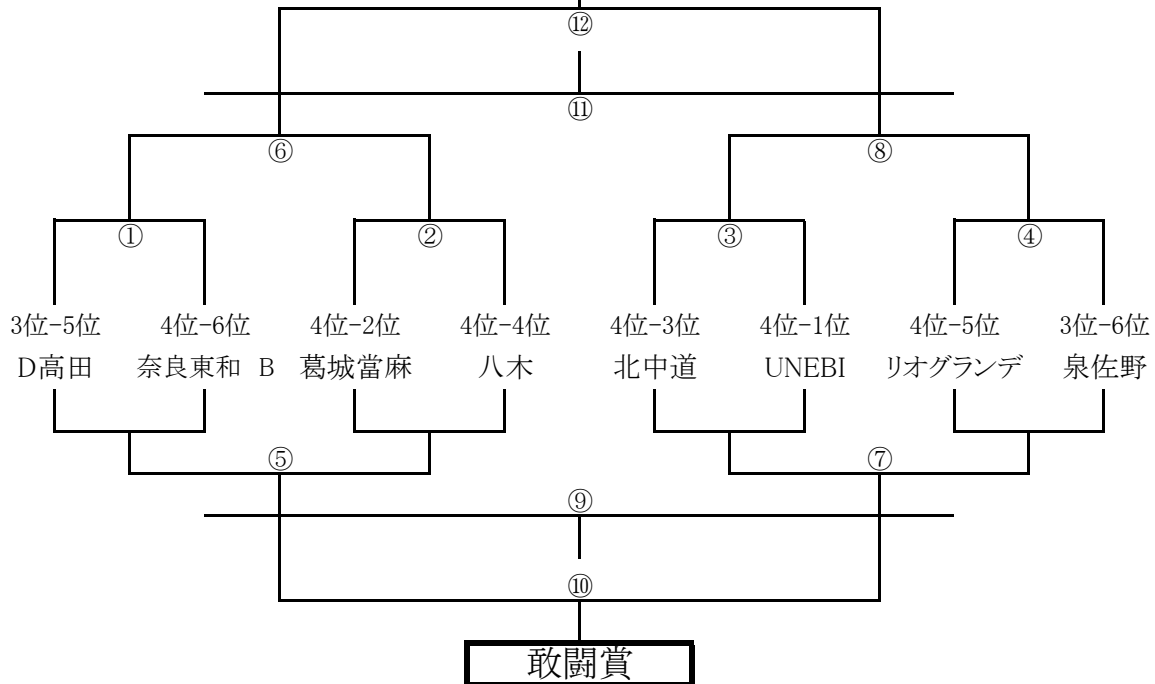 ⑫
⑪
⑥ ⑧
① ② ③ ④
3位-5位 4位-6位 4位-2位 4位-4位 4位-3位 4位-1位 4位-5位 3位-6位
D高田 奈良東和 B 葛城當麻 八木 北中道 UNEBI リオグランデ 泉佐野
⑤ ⑦
⑨
⑩
敢闘賞